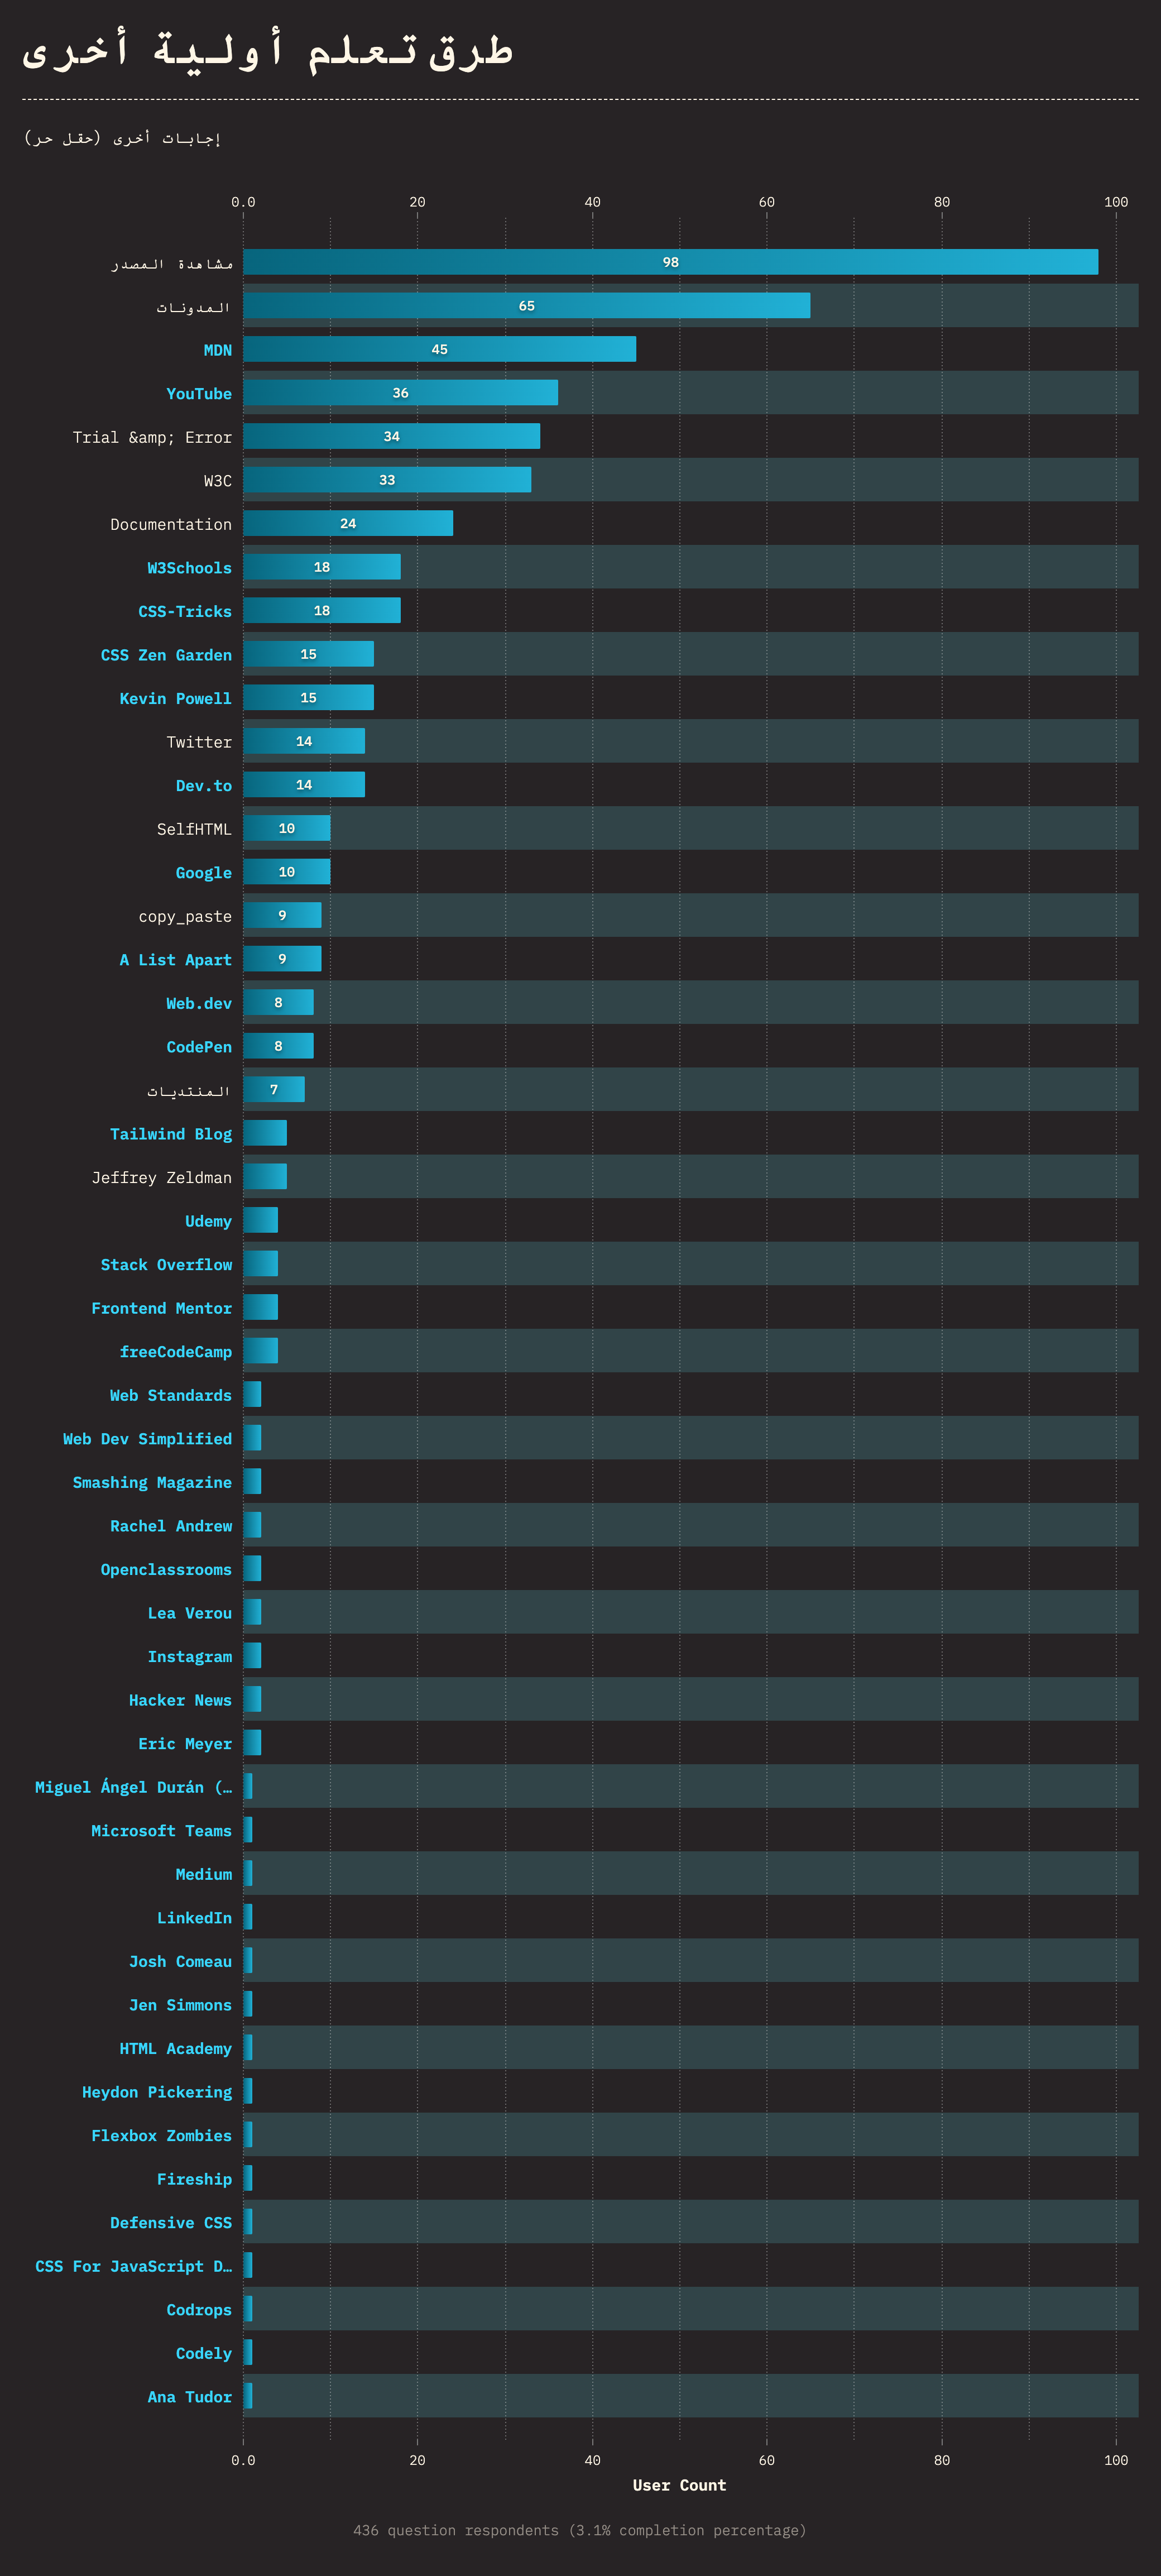 طرق تعلم أولية أخرى
إجابات أخرى (حقل حر)
0.0 20 40 60 80 100
مشاهدة المصدر 98
المدونات 65
MDN 45
YouTube 36
Trial &amp; Error 34
W3C 33
Documentation 24
W3Schools 18
CSS-Tricks 18
CSS Zen Garden 15
Kevin Powell 15
Twitter 14
Dev.to 14
SelfHTML 10
Google 10
copy_paste 9
A List Apart 9
Web.dev 8
CodePen 8
المنتديات 7
Tailwind Blog
Jeffrey Zeldman
Udemy
Stack Overflow
Frontend Mentor
freeCodeCamp
Web Standards
Web Dev Simplified
Smashing Magazine
Rachel Andrew
Openclassrooms
Lea Verou
Instagram
Hacker News
Eric Meyer
Miguel Ángel Durán (…
Microsoft Teams
Medium
LinkedIn
Josh Comeau
Jen Simmons
HTML Academy
Heydon Pickering
Flexbox Zombies
Fireship
Defensive CSS
CSS For JavaScript D…
Codrops
Codely
Ana Tudor
0.0 20 40 60 80 100
User Count
436 question respondents (3.1% completion percentage)